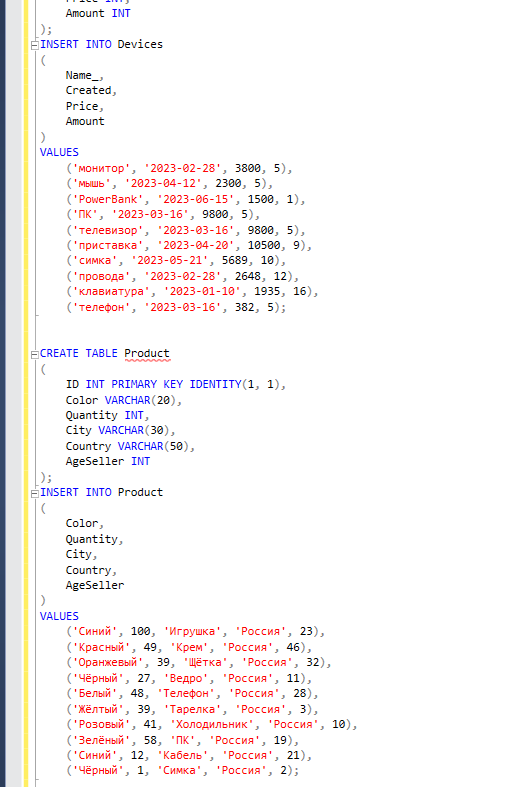 Price INT,
Amount INT
);
INSERT INTO Devices
(
Name_,
Created,
Price,
Amount
)
VALUES
('монитор', '2023-02-28', 3800, 5),
('мышь', '2023-04-12', 2300, 5),
('PowerBank', '2023-06-15', 1500, 1),
('ПК', '2023-03-16', 9800, 5),
('телевизор', '2023-03-16', 9800, 5),
('приставка', '2023-04-20', 10500, 9),
('симка', '2023-05-21', 5689, 10),
('провода', '2023-02-28', 2648, 12),
('клавиатура', '2023-01-10', 1935, 16),
('телефон', '2023-03-16', 382, 5);
CREATE TABLE Product
(
ID INT PRIMARY KEY IDENTITY(1, 1),
Color VARCHAR(20),
Quantity INT,
City VARCHAR(30),
Country VARCHAR(50),
AgeSeller INT
);
INSERT INTO Product
(
Color,
Quantity,
City,
Country,
AgeSeller
)
VALUES
('Синий', 100, 'Игрушка', 'Россия', 23),
('Красный', 49, 'Крем', 'Россия', 46),
('Оранжевый', 39, 'Щётка', 'Россия', 32),
('Чёрный', 27, 'Ведро', 'Россия', 11),
('Белый', 48, 'Телефон', 'Россия', 28),
('Жёлтый', 39, 'Тарелка', 'Россия', 3),
('Розовый', 41, 'Холодильник', 'Россия', 10),
('Зелёный', 58, 'ПК', 'Россия', 19),
('Синий', 12, 'Кабель', 'Россия', 21),
('Чёрный', 1, 'Симка', 'Россия', 2);